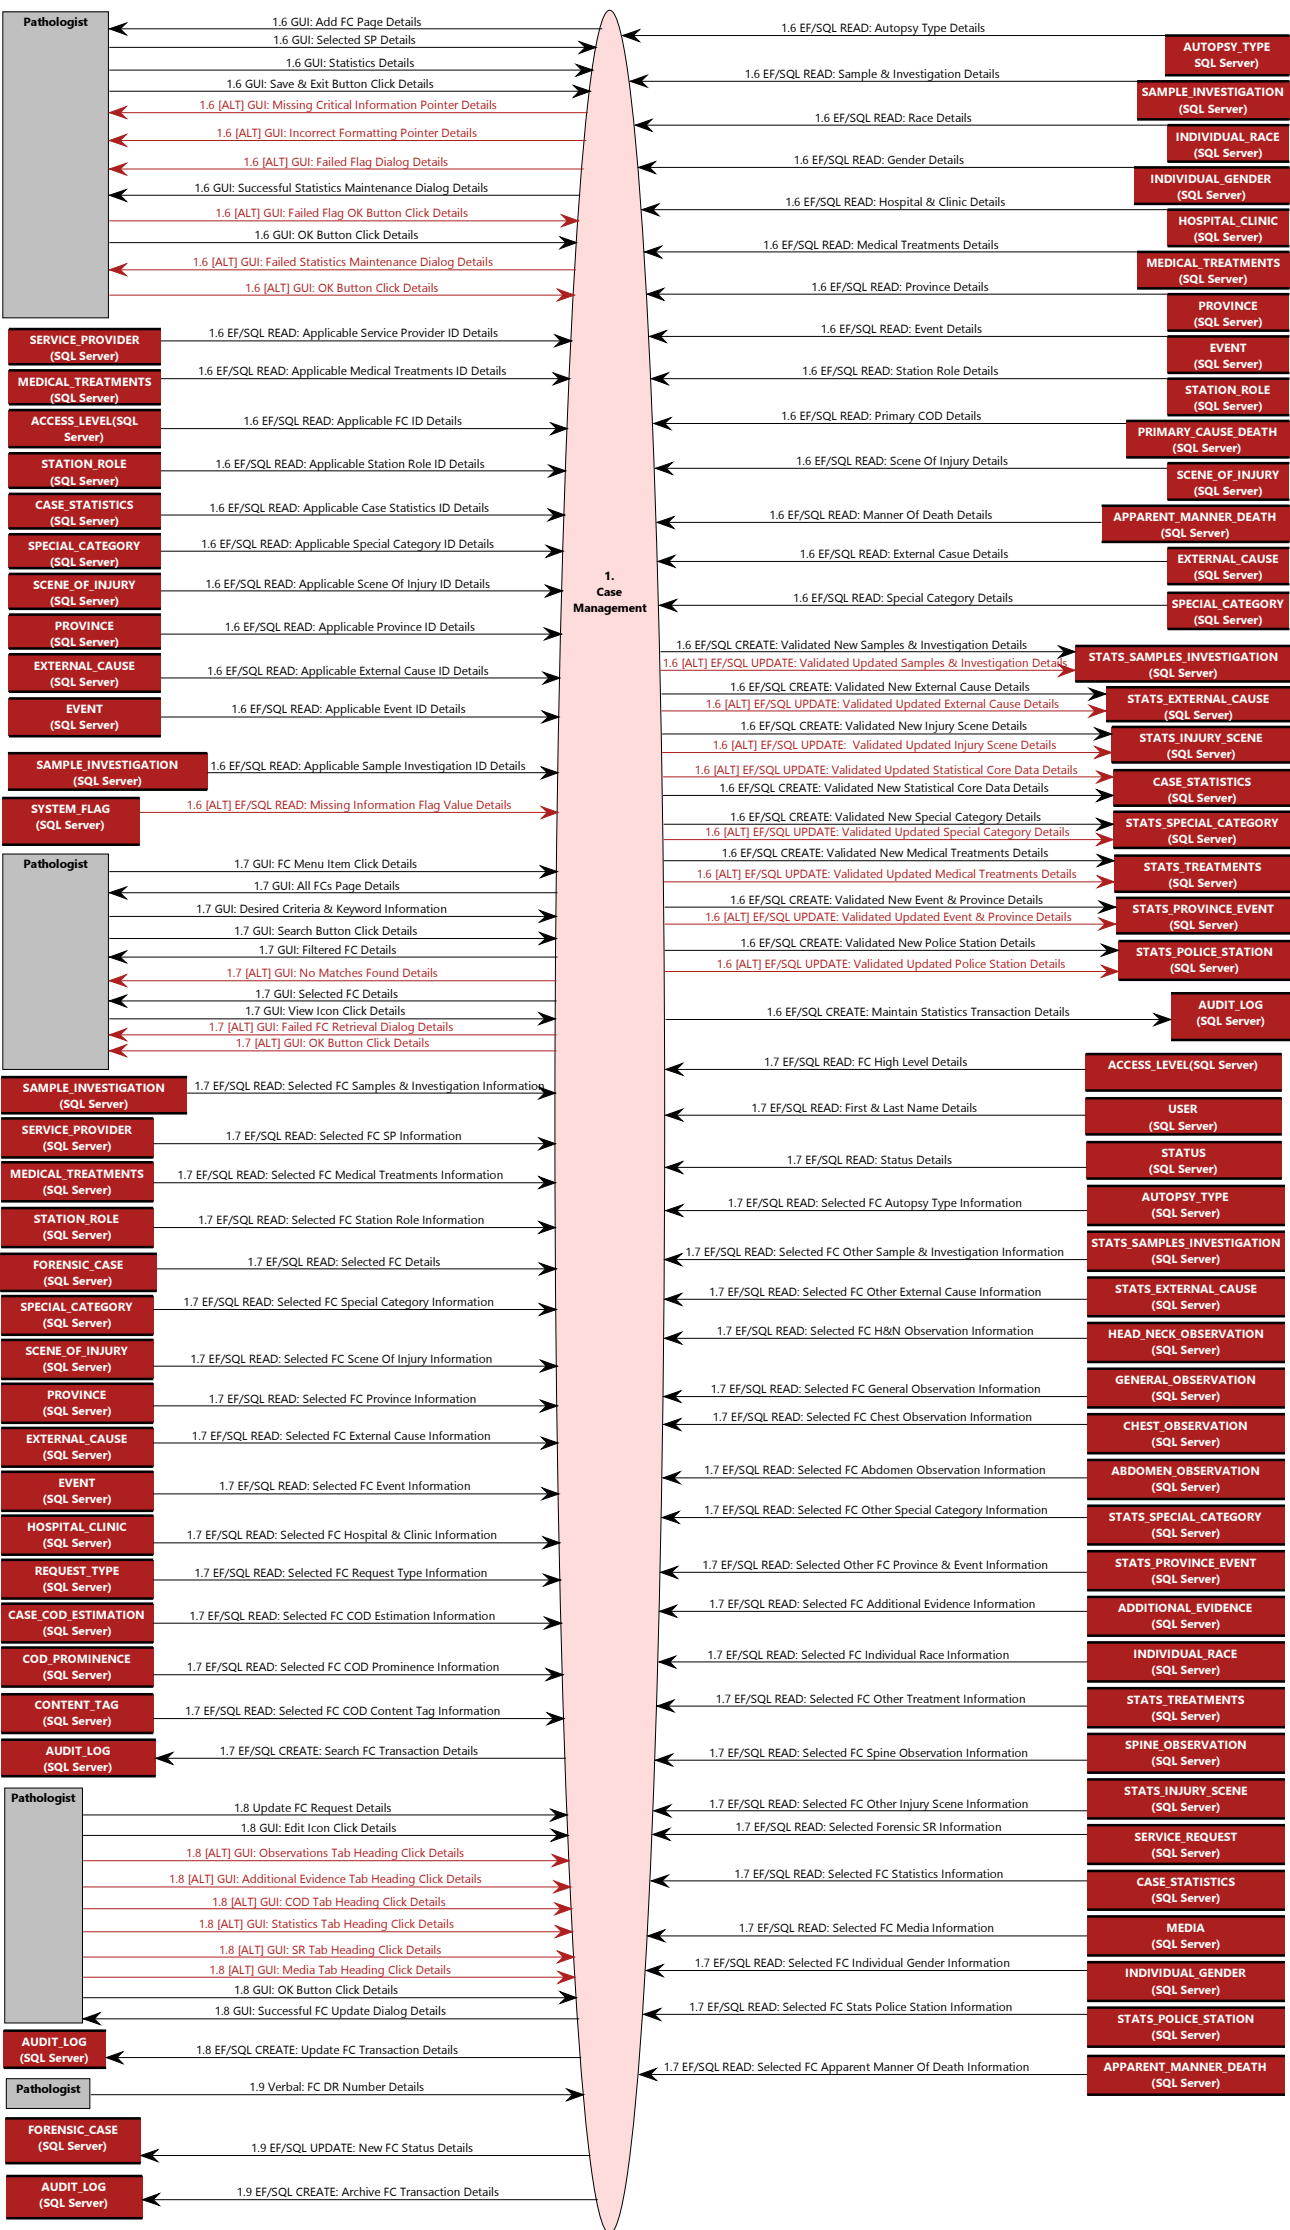 Pathologist
1.6 GUI: Add FC Page Details
1.6 GUI: Selected SP Details
1.6 GUI: Statistics Details
1.6 GUI: Save & Exit Button Click Details
1.6 [ALT] GUI: Missing Critical Information Pointer Details
1.6 [ALT] GUI: Incorrect Formatting Pointer Details
1.6 [ALT] GUI: Failed Flag Dialog Details
1.6 GUI: Successful Statistics Maintenance Dialog Details
1.6 [ALT] GUI: Failed Flag OK Button Click Details
1.6 GUI: OK Button Click Details
1.6 [ALT] GUI: Failed Statistics Maintenance Dialog Details
1.6 [ALT] GUI: OK Button Click Details
SERVICE_PROVIDER
(SQL Server)
1.6 EF/SQL READ: Applicable Service Provider ID Details
MEDICAL_TREATMENTS
(SQL Server)
1.6 EF/SQL READ: Applicable Medical Treatments ID Details
ACCESS_LEVEL(SQL
Server)
1.6 EF/SQL READ: Applicable FC ID Details
STATION_ROLE
(SQL Server)
1.6 EF/SQL READ: Applicable Station Role ID Details
CASE_STATISTICS
(SQL Server)
1.6 EF/SQL READ: Applicable Case Statistics ID Details
SPECIAL_CATEGORY
(SQL Server)
1.6 EF/SQL READ: Applicable Special Category ID Details
SCENE_OF_INJURY
(SQL Server)
1.6 EF/SQL READ: Applicable Scene Of Injury ID Details
PROVINCE
(SQL Server)
1.6 EF/SQL READ: Applicable Province ID Details
EXTERNAL_CAUSE
(SQL Server)
1.6 EF/SQL READ: Applicable External Cause ID Details
EVENT
(SQL Server)
1.6 EF/SQL READ: Applicable Event ID Details
SAMPLE_INVESTIGATION
(SQL Server)
1.6 EF/SQL READ: Applicable Sample Investigation ID Details
SYSTEM_FLAG
(SQL Server)
1.6 [ALT] EF/SQL READ: Missing Information Flag Value Details
Pathologist
1.7 GUI: FC Menu Item Click Details
1.7 GUI: All FCs Page Details
1.7 GUI: Desired Criteria & Keyword Information
1.7 GUI: Search Button Click Details
1.7 GUI: Filtered FC Details
1.7 [ALT] GUI: No Matches Found Details
1.7 GUI: Selected FC Details
1.7 GUI: View Icon Click Details
1.7 [ALT] GUI: Failed FC Retrieval Dialog Details
1.7 [ALT] GUI: OK Button Click Details
SAMPLE_INVESTIGATION
(SQL Server)
1.7 EF/SQL READ: Selected FC Samples & Investigation Information
SERVICE_PROVIDER
(SQL Server)
1.7 EF/SQL READ: Selected FC SP Information
MEDICAL_TREATMENTS
(SQL Server)
1.7 EF/SQL READ: Selected FC Medical Treatments Information
STATION_ROLE
(SQL Server)
1.7 EF/SQL READ: Selected FC Station Role Information
FORENSIC_CASE
(SQL Server)
1.7 EF/SQL READ: Selected FC Details
SPECIAL_CATEGORY
(SQL Server)
1.7 EF/SQL READ: Selected FC Special Category Information
SCENE_OF_INJURY
(SQL Server)
1.7 EF/SQL READ: Selected FC Scene Of Injury Information
PROVINCE
(SQL Server)
1.7 EF/SQL READ: Selected FC Province Information
EXTERNAL_CAUSE
(SQL Server)
1.7 EF/SQL READ: Selected FC External Cause Information
EVENT
(SQL Server)
1.7 EF/SQL READ: Selected FC Event Information
HOSPITAL_CLINIC
(SQL Server)
1.7 EF/SQL READ: Selected FC Hospital & Clinic Information
REQUEST_TYPE
(SQL Server)
1.7 EF/SQL READ: Selected FC Request Type Information
CASE_COD_ESTIMATION
(SQL Server)
1.7 EF/SQL READ: Selected FC COD Estimation Information
COD_PROMINENCE
(SQL Server)
1.7 EF/SQL READ: Selected FC COD Prominence Information
CONTENT_TAG
(SQL Server)
1.7 EF/SQL READ: Selected FC COD Content Tag Information
AUDIT_LOG
(SQL Server)
1.7 EF/SQL CREATE: Search FC Transaction Details
Pathologist
1.8 Update FC Request Details
1.8 GUI: Edit Icon Click Details
1.8 [ALT] GUI: Observations Tab Heading Click Details
1.8 [ALT] GUI: Additional Evidence Tab Heading Click Details
1.8 [ALT] GUI: COD Tab Heading Click Details
1.8 [ALT] GUI: Statistics Tab Heading Click Details
1.8 [ALT] GUI: SR Tab Heading Click Details
1.8 [ALT] GUI: Media Tab Heading Click Details
1.8 GUI: OK Button Click Details
1.8 GUI: Successful FC Update Dialog Details
AUDIT_LOG
(SQL Server)
1.8 EF/SQL CREATE: Update FC Transaction Details
Pathologist
1.9 Verbal: FC DR Number Details
FORENSIC_CASE
(SQL Server)
1.9 EF/SQL UPDATE: New FC Status Details
AUDIT_LOG
(SQL Server)
1.9 EF/SQL CREATE: Archive FC Transaction Details
1.
Case
Management
1.6 EF/SQL READ: Autopsy Type Details
AUTOPSY_TYPE
SQL Server)
1.6 EF/SQL READ: Sample & Investigation Details
SAMPLE_INVESTIGATION
(SQL Server)
1.6 EF/SQL READ: Race Details
INDIVIDUAL_RACE
(SQL Server)
1.6 EF/SQL READ: Gender Details
INDIVIDUAL_GENDER
(SQL Server)
1.6 EF/SQL READ: Hospital & Clinic Details
HOSPITAL_CLINIC
(SQL Server)
1.6 EF/SQL READ: Medical Treatments Details
MEDICAL_TREATMENTS
(SQL Server)
1.6 EF/SQL READ: Province Details
PROVINCE
(SQL Server)
1.6 EF/SQL READ: Event Details
EVENT
(SQL Server)
1.6 EF/SQL READ: Station Role Details
STATION_ROLE
(SQL Server)
1.6 EF/SQL READ: Primary COD Details
PRIMARY_CAUSE_DEATH
(SQL Server)
1.6 EF/SQL READ: Scene Of Injury Details
SCENE_OF_INJURY
(SQL Server)
1.6 EF/SQL READ: Manner Of Death Details
APPARENT_MANNER_DEATH
(SQL Server)
1.6 EF/SQL READ: External Casue Details
EXTERNAL_CAUSE
(SQL Server)
1.6 EF/SQL READ: Special Category Details
SPECIAL_CATEGORY
(SQL Server)
1.6 EF/SQL CREATE: Validated New Samples & Investigation Details
1.6 [ALT] EF/SQL UPDATE: Validated Updated Samples & Investigation Details
STATS_SAMPLES_INVESTIGATION
(SQL Server)
1.6 EF/SQL CREATE: Validated New External Cause Details
1.6 [ALT] EF/SQL UPDATE: Validated Updated External Cause Details
STATS_EXTERNAL_CAUSE
(SQL Server)
1.6 EF/SQL CREATE: Validated New Injury Scene Details
1.6 [ALT] EF/SQL UPDATE:  Validated Updated Injury Scene Details
STATS_INJURY_SCENE
(SQL Server)
1.6 [ALT] EF/SQL UPDATE: Validated Updated Statistical Core Data Details
1.6 EF/SQL CREATE: Validated New Statistical Core Data Details
CASE_STATISTICS
(SQL Server)
1.6 EF/SQL CREATE: Validated New Special Category Details
1.6 [ALT] EF/SQL UPDATE: Validated Updated Special Category Details
STATS_SPECIAL_CATEGORY
(SQL Server)
1.6 EF/SQL CREATE: Validated New Medical Treatments Details
1.6 [ALT] EF/SQL UPDATE: Validated Updated Medical Treatments Details
STATS_TREATMENTS
(SQL Server)
1.6 EF/SQL CREATE: Validated New Event & Province Details
1.6 [ALT] EF/SQL UPDATE: Validated Updated Event & Province Details
STATS_PROVINCE_EVENT
(SQL Server)
1.6 EF/SQL CREATE: Validated New Police Station Details
1.6 [ALT] EF/SQL UPDATE: Validated Updated Police Station Details
STATS_POLICE_STATION
(SQL Server)
1.6 EF/SQL CREATE: Maintain Statistics Transaction Details
AUDIT_LOG
(SQL Server)
1.7 EF/SQL READ: FC High Level Details
ACCESS_LEVEL(SQL Server)
1.7 EF/SQL READ: First & Last Name Details
USER
(SQL Server)
1.7 EF/SQL READ: Status Details
STATUS
(SQL Server)
1.7 EF/SQL READ: Selected FC Autopsy Type Information
AUTOPSY_TYPE
(SQL Server)
1.7 EF/SQL READ: Selected FC Other Sample & Investigation Information
STATS_SAMPLES_INVESTIGATION
(SQL Server)
1.7 EF/SQL READ: Selected FC Other External Cause Information
STATS_EXTERNAL_CAUSE
(SQL Server)
1.7 EF/SQL READ: Selected FC H&N Observation Information
HEAD_NECK_OBSERVATION
(SQL Server)
1.7 EF/SQL READ: Selected FC General Observation Information
GENERAL_OBSERVATION
(SQL Server)
1.7 EF/SQL READ: Selected FC Chest Observation Information
CHEST_OBSERVATION
(SQL Server)
1.7 EF/SQL READ: Selected FC Abdomen Observation Information
ABDOMEN_OBSERVATION
(SQL Server)
1.7 EF/SQL READ: Selected FC Other Special Category Information
STATS_SPECIAL_CATEGORY
(SQL Server)
1.7 EF/SQL READ: Selected Other FC Province & Event Information
STATS_PROVINCE_EVENT
(SQL Server)
1.7 EF/SQL READ: Selected FC Additional Evidence Information
ADDITIONAL_EVIDENCE
(SQL Server)
1.7 EF/SQL READ: Selected FC Individual Race Information
INDIVIDUAL_RACE
(SQL Server)
1.7 EF/SQL READ: Selected FC Other Treatment Information
STATS_TREATMENTS
(SQL Server)
1.7 EF/SQL READ: Selected FC Spine Observation Information
SPINE_OBSERVATION
(SQL Server)
1.7 EF/SQL READ: Selected FC Other Injury Scene Information
STATS_INJURY_SCENE
(SQL Server)
1.7 EF/SQL READ: Selected Forensic SR Information
SERVICE_REQUEST
(SQL Server)
1.7 EF/SQL READ: Selected FC Statistics Information
CASE_STATISTICS
(SQL Server)
1.7 EF/SQL READ: Selected FC Media Information
MEDIA
(SQL Server)
1.7 EF/SQL READ: Selected FC Individual Gender Information
INDIVIDUAL_GENDER
(SQL Server)
1.7 EF/SQL READ: Selected FC Stats Police Station Information
STATS_POLICE_STATION
(SQL Server)
1.7 EF/SQL READ: Selected FC Apparent Manner Of Death Information
APPARENT_MANNER_DEATH
(SQL Server)